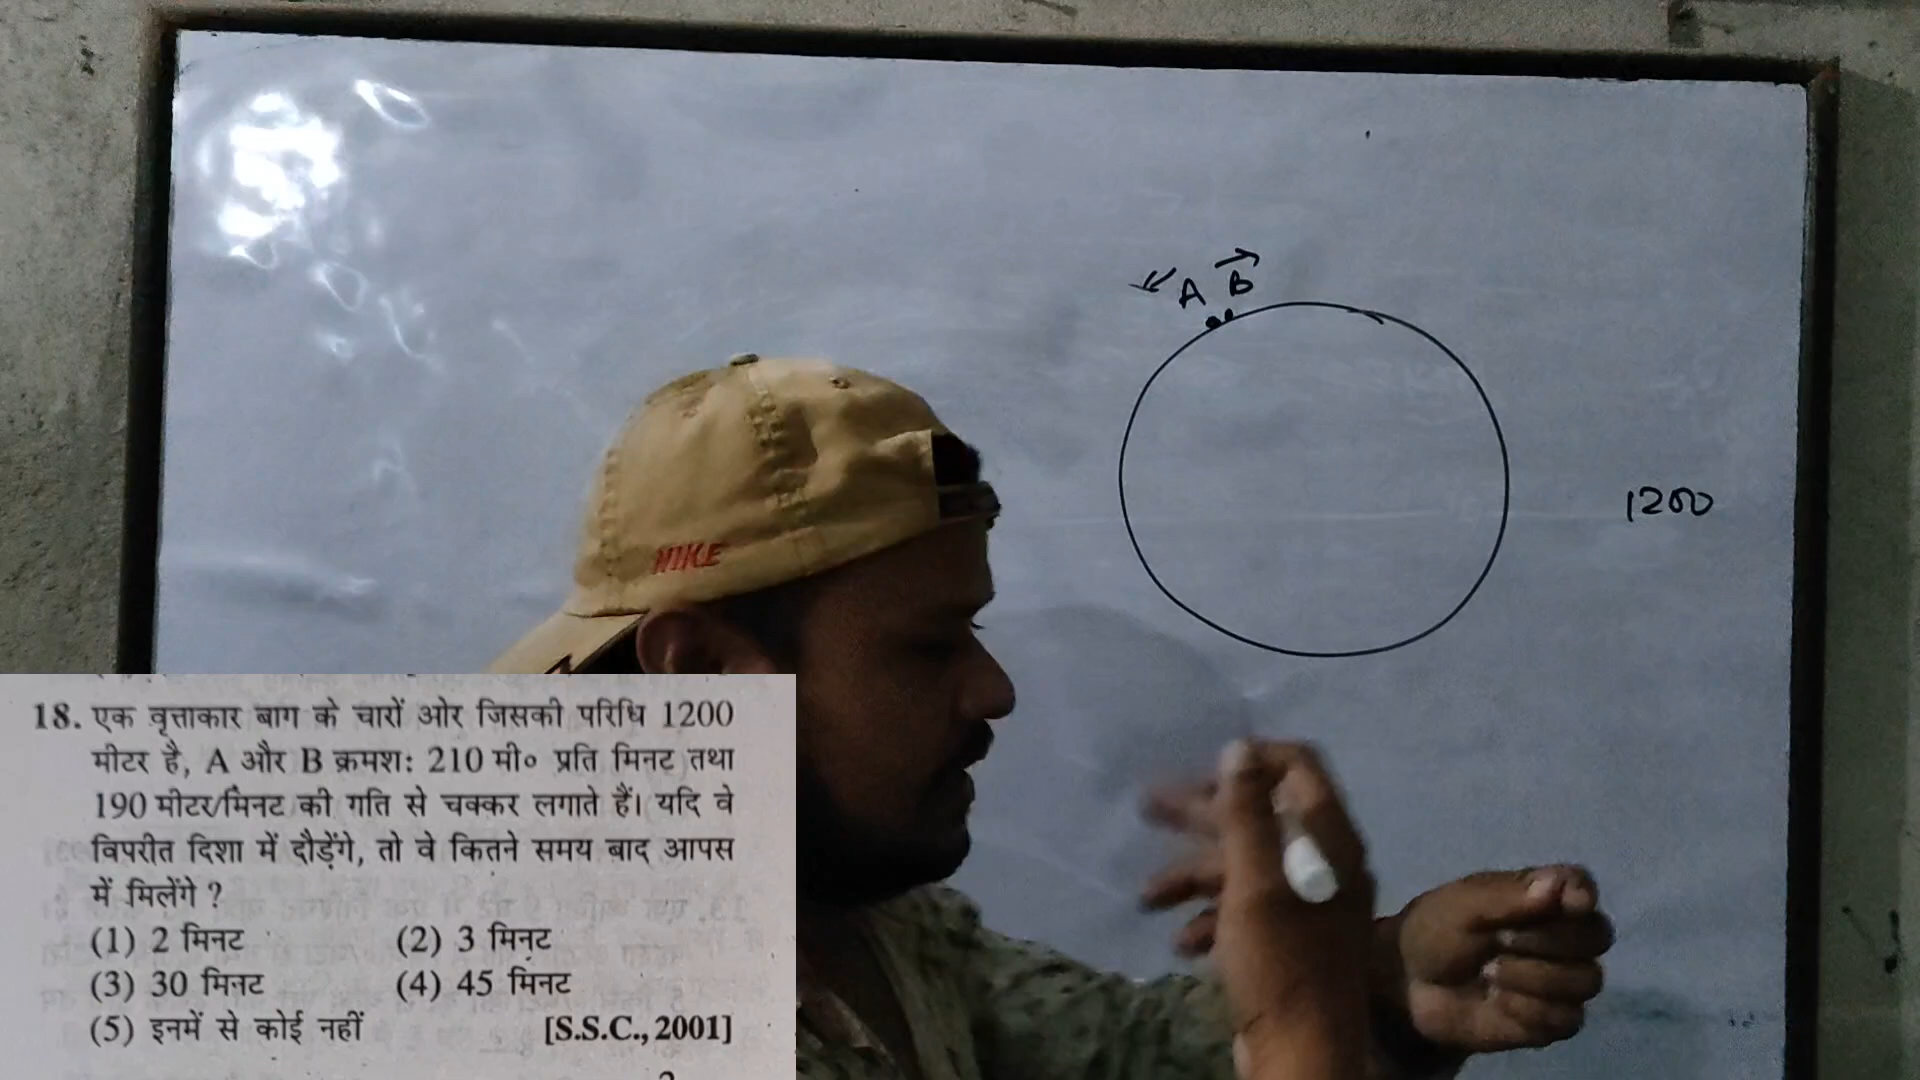 A B
1200
NIKE
18. एक वृत्ताकार बाग के चारों ओर जिसकी परिधि 1200
मीटर है, A और B क्रमश: 210 मी० प्रति मिनट तथा
190 मीटर/मिनट की गति से चक्कर लगाते हैं। यदि वे
विपरीत दिशा में दौड़ेंगे, तो वे कितने समय बाद आपस
में मिलेंगे ?
(1) 2 मिनट (2) 3 मिनट
(3) 30 मिनट (4) 45 मिनट
(5) इनमें से कोई नहीं [S.S.C., 2001]